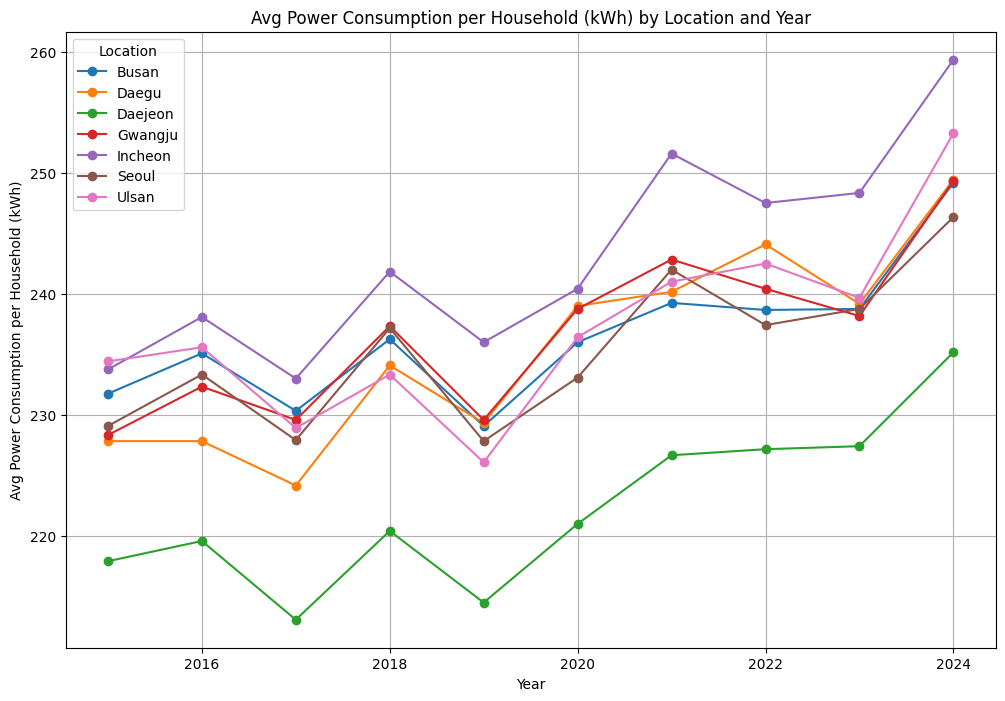 Avg Power Consumption per Household (kWh) by Location and Year
Avg Power Consumption per Household (kWh)
260
250
240
230
220
Location
Busan
Daegu
Daejeon
Gwangju
Incheon
Seoul
Ulsan
2016
2018
2020
2022
2024
Year